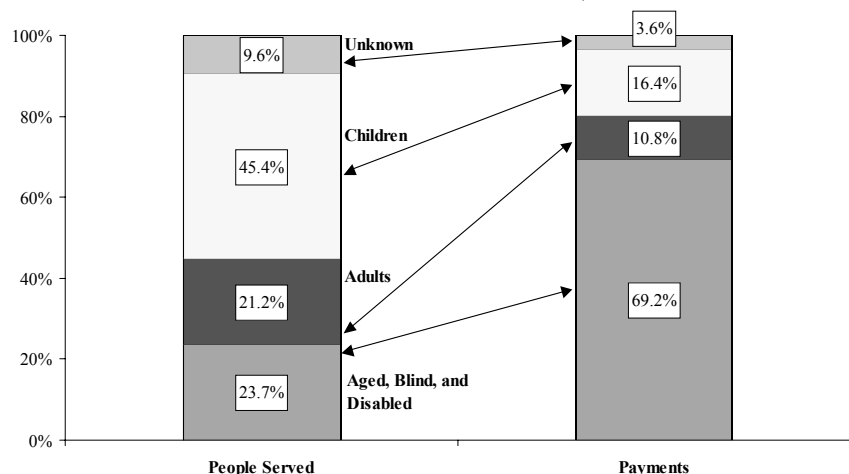 100%
80%
60%
40%
20%
0%
9.6%
45.4%
21.2%
23.7%
Unknown
Children
Adults
Aged, Blind, and
Disabled
3.6%
16.4%
10.8%
69.2%
People Served
Payments